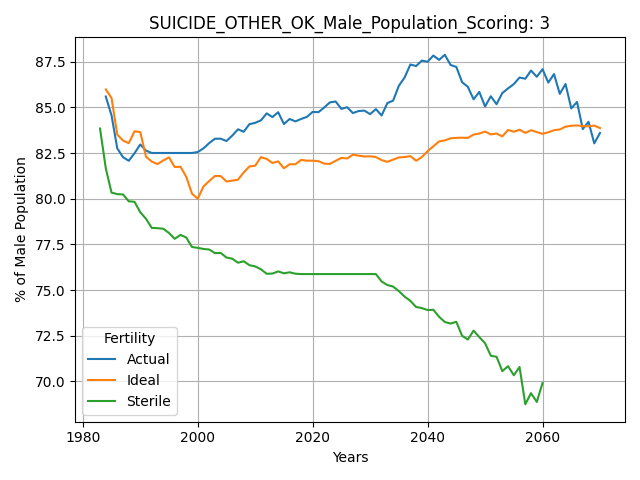 SUICIDE_OTHER_OK_Male_Population_Scoring: 3
% of Male Population
87.5
85.0
82.5
80.0
77.5
75.0
72.5
70.0
Fertility
Actual
Ideal
Sterile
1980
2000
2020
2040
2060
Years